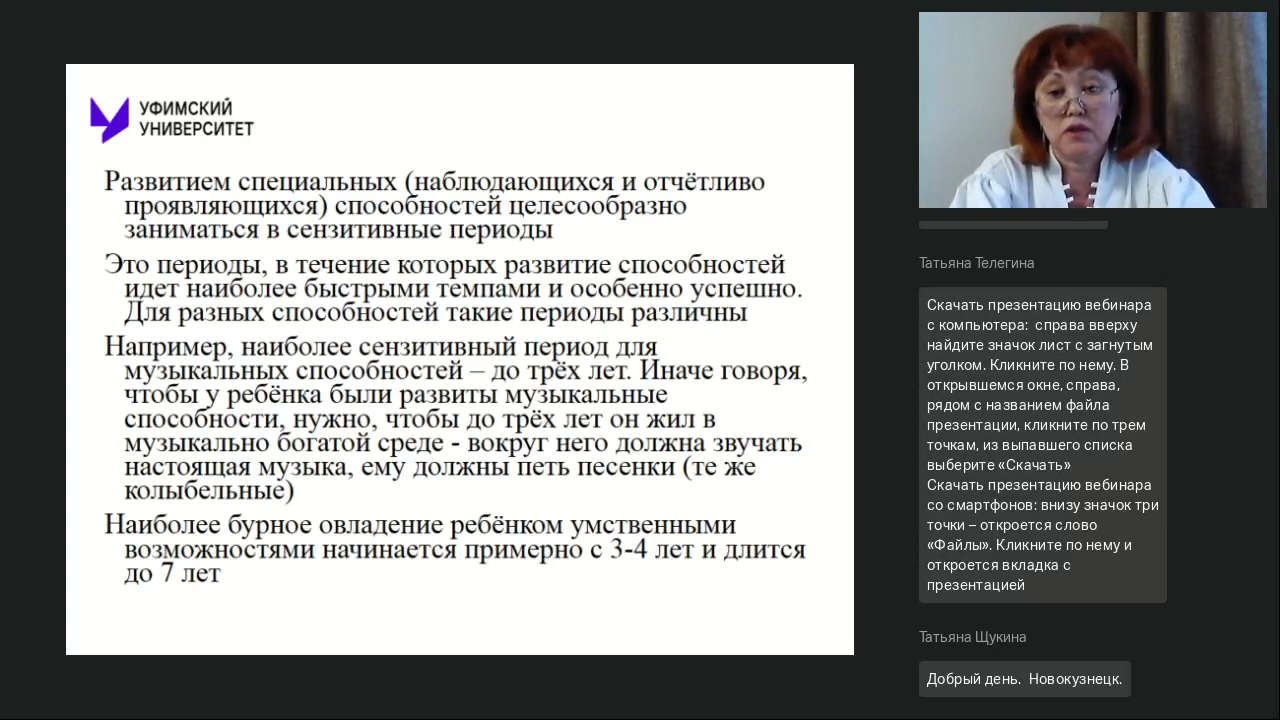 УФИМСКИЙ
УНИВЕРСИТЕТ
Развитием специальных (наблюдающихся и отчётливо
проявляющихся) способностей целесообразно
заниматься в сензитивные периоды
Это периоды, в течение которых развитие способностей
идет наиболее быстрыми темпами и особенно успешно.
Для разных способностей такие периоды различны
Например, наиболее сензитивный период для
музыкальных способностей – до трёх лет. Иначе говоря,
чтобы у ребёнка были развиты музыкальные
способности, нужно, чтобы до трёх лет он жил в
музыкально богатой среде - вокруг него должна звучать
настоящая музыка, ему должны петь песенки (те же
колыбельные)
Наиболее бурное овладение ребёнком умственными
возможностями начинается примерно с 3-4 лет и длится
до 7 лет
Татьяна Телегина
Скачать презентацию вебинара
с компьютера: справа вверху
найдите значок лист с загнутым
уголком. Кликните по нему. В
открывшемся окне, справа,
рядом с названием файла
презентации, кликните по трем
точкам, из выпавшего списка
выберите «Скачать»
Скачать презентацию вебинара
со смартфонов: внизу значок три
точки – откроется слово
«Файлы». Кликните по нему и
откроется вкладка с
презентацией
Татьяна Щукина
Добрый день. Новокузнецк.